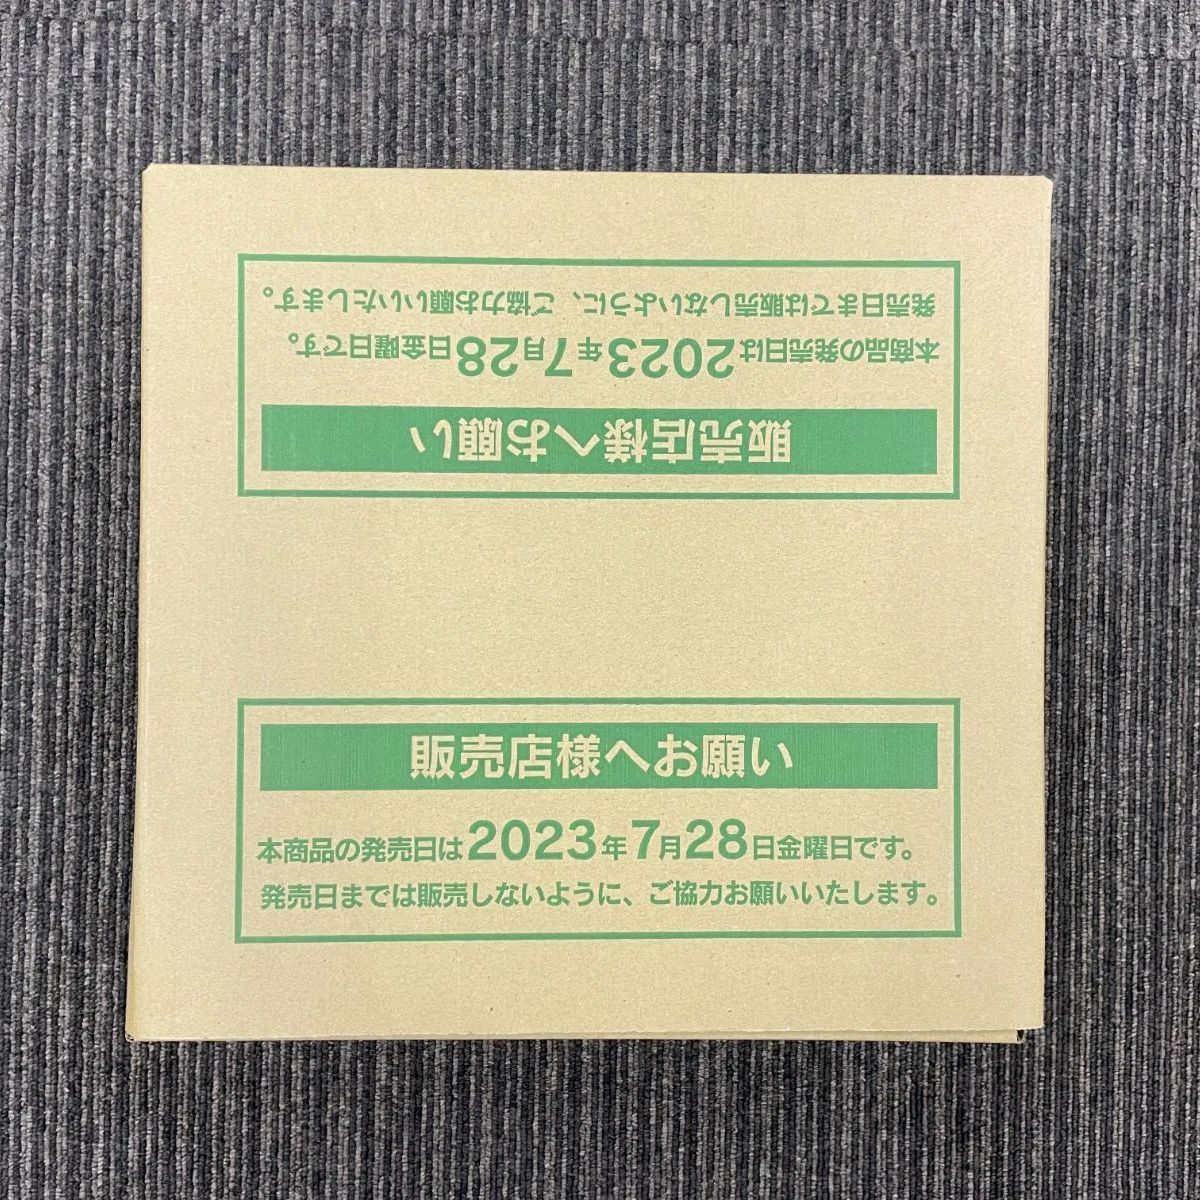 販売店様へお願い
本商品の発売日は2023年7月28日金曜日です。
発売日までは販売しないように、ご協力お願いいたします。
販売店様へお願い
本商品の発売日は2023年7月28日金曜日です。
発売日までは販売しないように、ご協力お願いいたします。